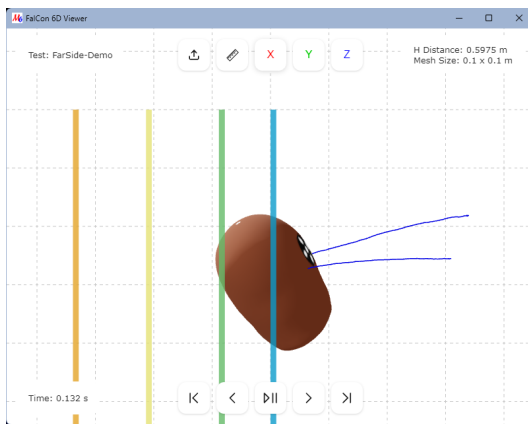 FalCon 6D Viewer
Test: FarSide-Demo
X
Y
Z
H Distance: 0.5975 m
Mesh Size: 0.1 x 0.1 m
Time: 0.132 s